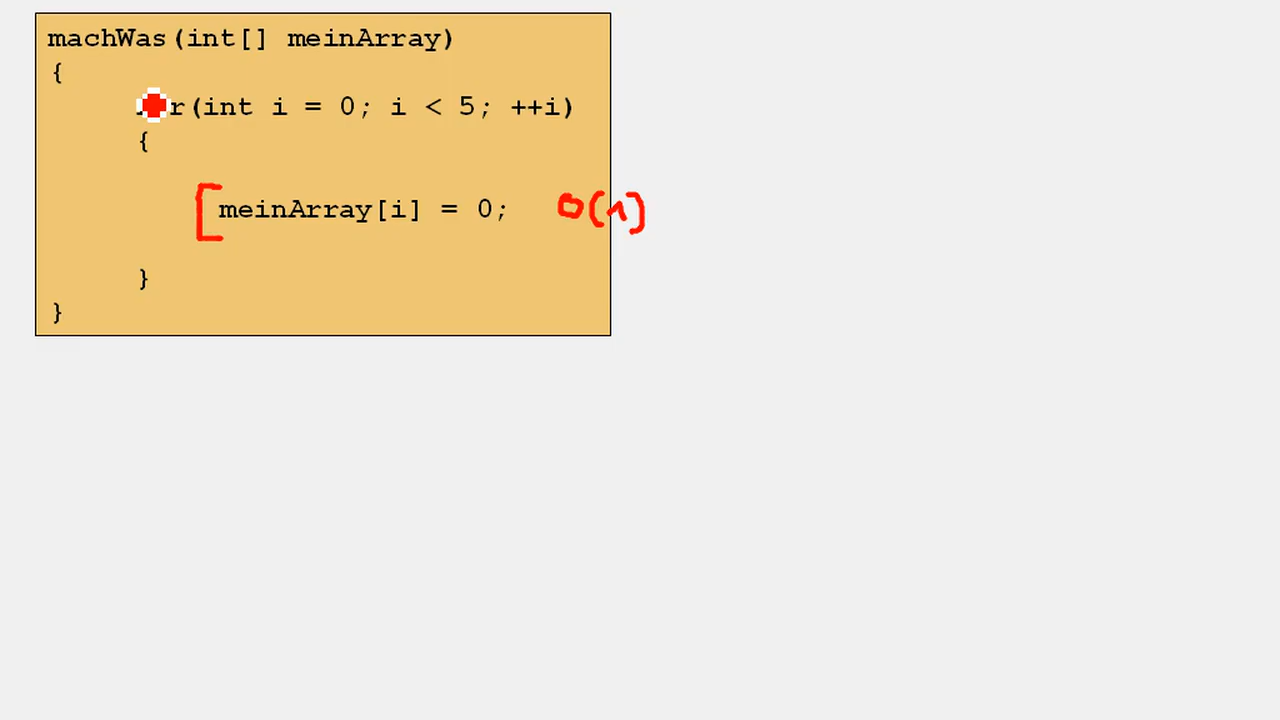 machWas(int[] meinArray)
{
r(int i = 0; i < 5; ++i)
{
meinArray[i] = 0; O(1)
}
}